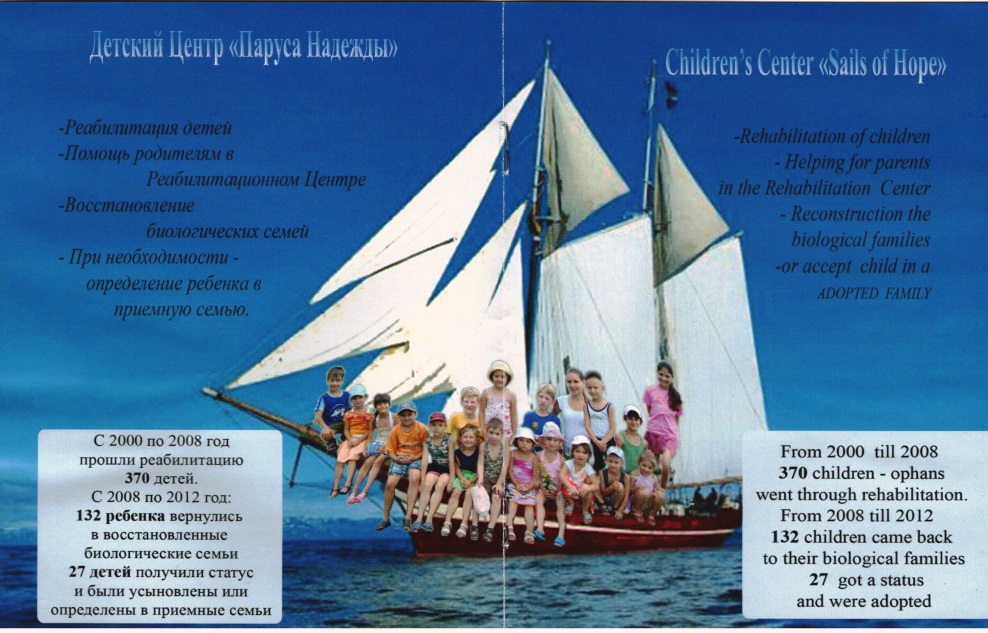 Детский Центр «Паруса Надежды»
-Реабилитация детей
-Помощь родителям в
Реабилитационном Центре
-Восстановление
биологических семей
- При необходимости -
определение ребенка в
приемную семью.
С 2000 по 2008 год
прошли реабилитацию
370 детей.
С 2008 по 2012 год:
132 ребенка вернулись
в восстановленные
биологические семьи
27 детей получили статус
и были усыновлены или
определены в приемные семьи
Children's Center «Sails of Hope»
-Rehabilitation of children
- Helping for parents
in the Rehabilitation Center
- Reconstruction the
biological families
-or accept child in a
ADOPTED FAMILY
From 2000 till 2008
370 children - ophans
went through rehabilitation.
From 2008 till 2012
132 children came back
to their biological families
27 got a status
and were adopted